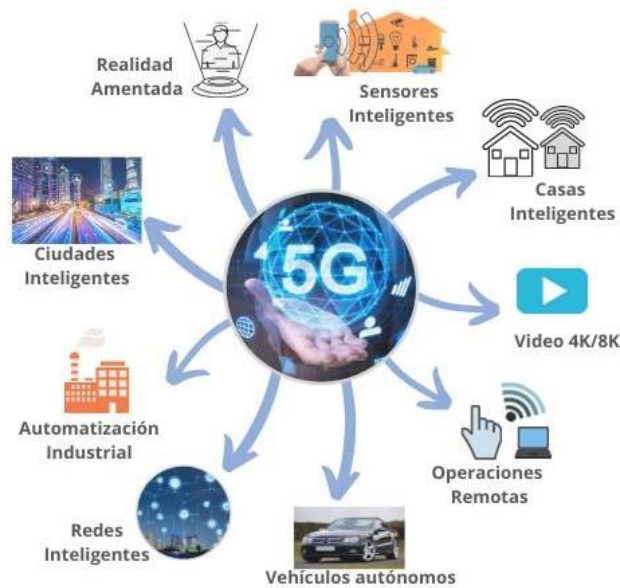 Realidad
Amentada
Sensores
Inteligentes
Casas
Inteligentes
Ciudades
Inteligentes
5G
Video 4K/8K
Automatización
Industrial
Operaciones
Remotas
Redes
Inteligentes
Vehículos autónomos